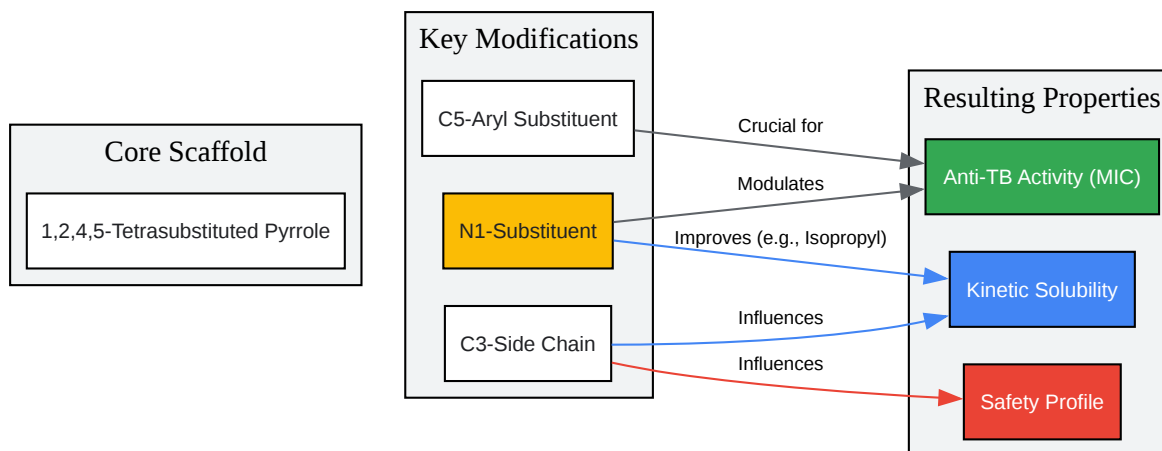 Core Scaffold
1,2,4,5-Tetrasubstituted Pyrrole
Key Modifications
C5-Aryl Substituent
N1-Substituent
C3-Side Chain
Crucial for
Modulates
Improves (e.g., Isopropyl)
Influences
Influences
Resulting Properties
Anti-TB Activity (MIC)
Kinetic Solubility
Safety Profile